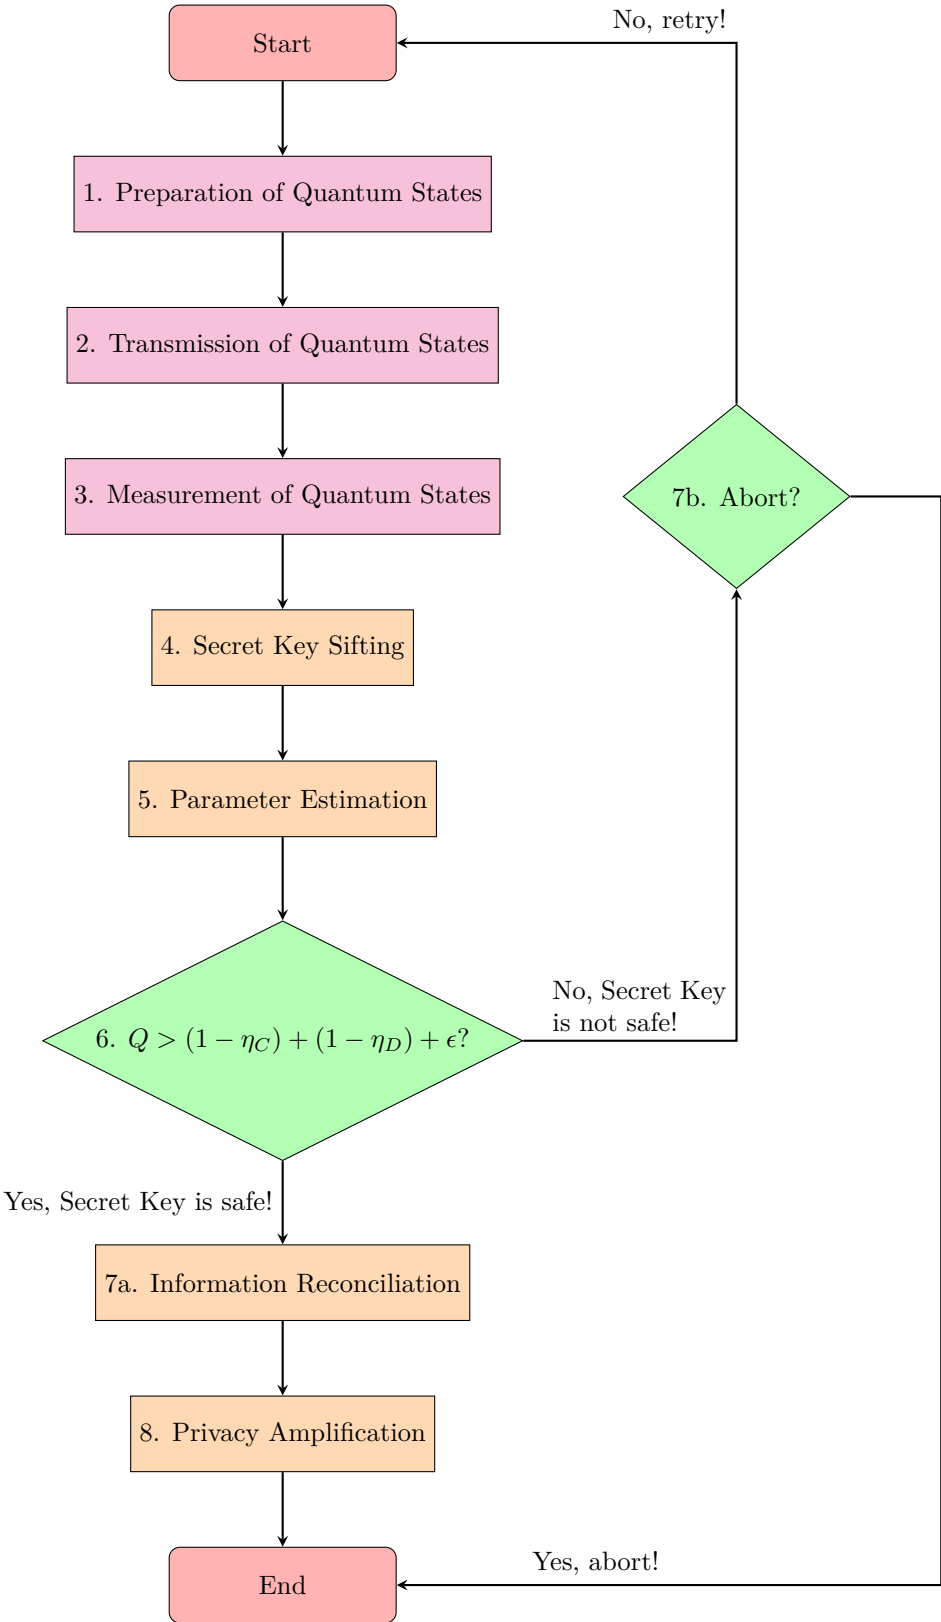 No, retry!
Start
1. Preparation of Quantum States
2. Transmission of Quantum States
3. Measurement of Quantum States
7b. Abort?
4. Secret Key Sifting
5. Parameter Estimation
No, Secret Key
is not safe!
6. Q > (1 − η_C) + (1 − η_D) + ϵ?
Yes, Secret Key is safe!
7a. Information Reconciliation
8. Privacy Amplification
Yes, abort!
End